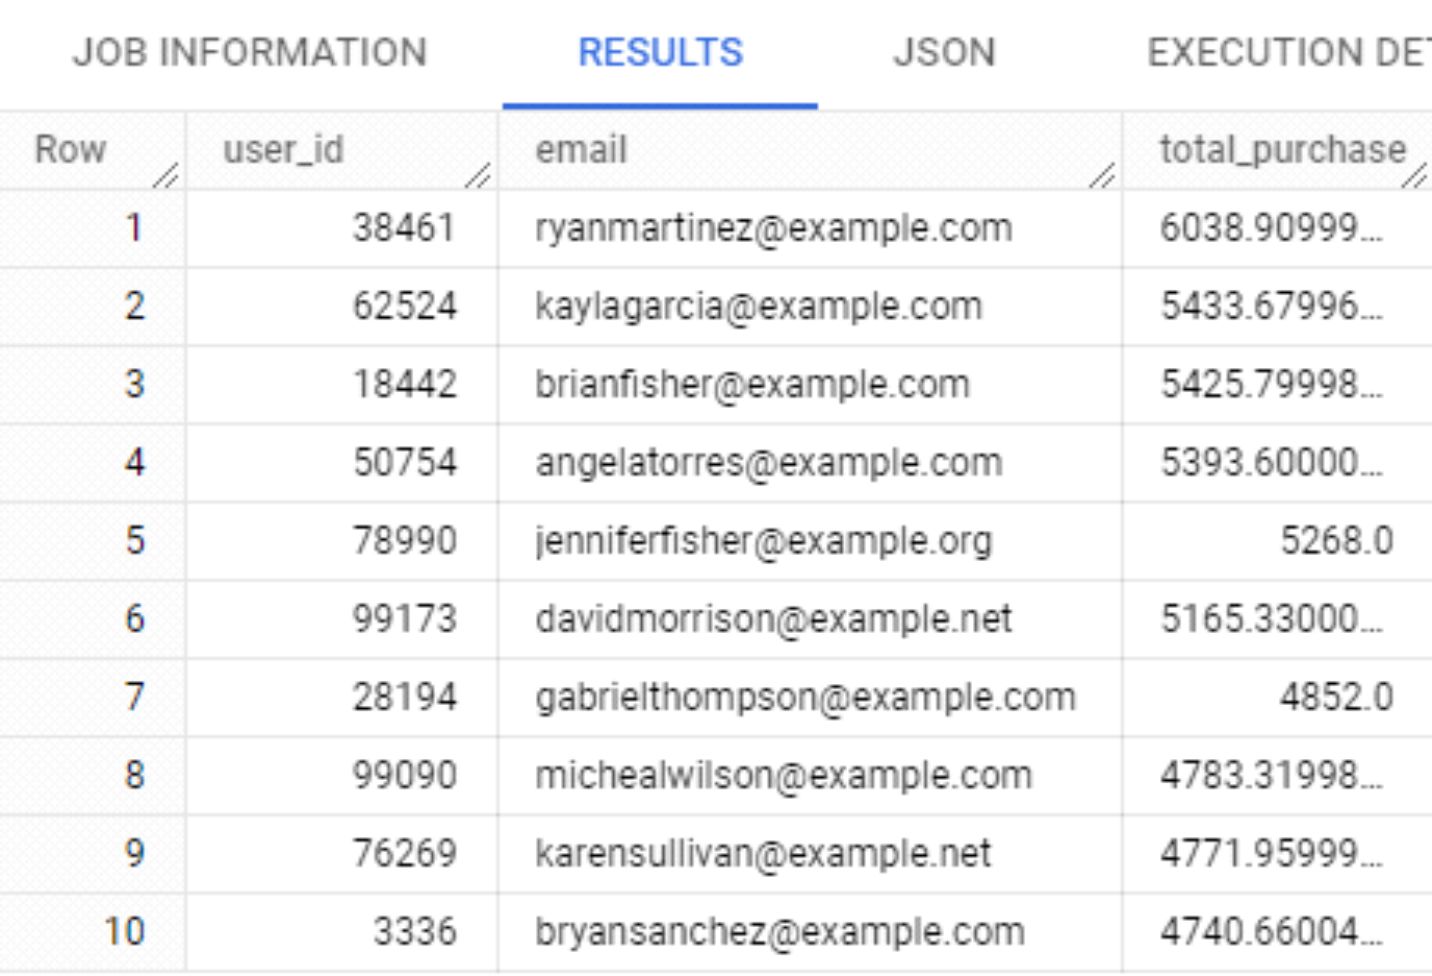 JOB INFORMATION RESULTS JSON EXECUTION DET
Row user_id email total_purchase
1 38461 ryanmartinez@example.com 6038.90999...
2 62524 kaylagarcia@example.com 5433.67996...
3 18442 brianfisher@example.com 5425.79998...
4 50754 angelatorres@example.com 5393.60000...
5 78990 jenniferfisher@example.org 5268.0
6 99173 davidmorrison@example.net 5165.33000...
7 28194 gabrielthompson@example.com 4852.0
8 99090 michealwilson@example.com 4783.31998...
9 76269 karensullivan@example.net 4771.95999...
10 3336 bryansanchez@example.com 4740.66004...